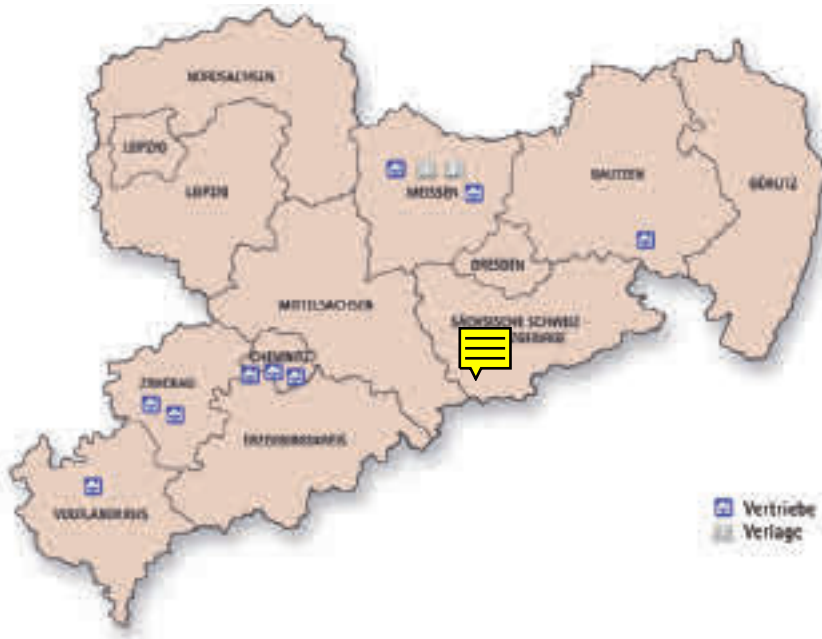 NORDSACHSEN
LEIPZIG
LEIPZIG
MEISSEN
BAUTZEN
GÖRLITZ
DRESDEN
MITTELSACHSEN
SÄCHSISCHE SCHWEIZ
CHEMNITZ
ZWICKAU
ERZGEBIRGSKREIS
VOGTLANDKREIS
Vertriebe
Verlage